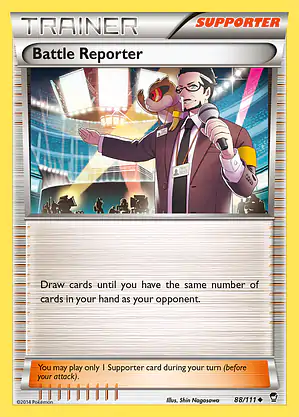 TRAINER SUPPORTER
Battle Reporter
Draw cards until you have the same number of
cards in your hand as your opponent.
You may play only 1 Supporter card during your turn (before
your attack).
©2014 Pokémon Illus. Shin Nagasawa 88/111 ◆